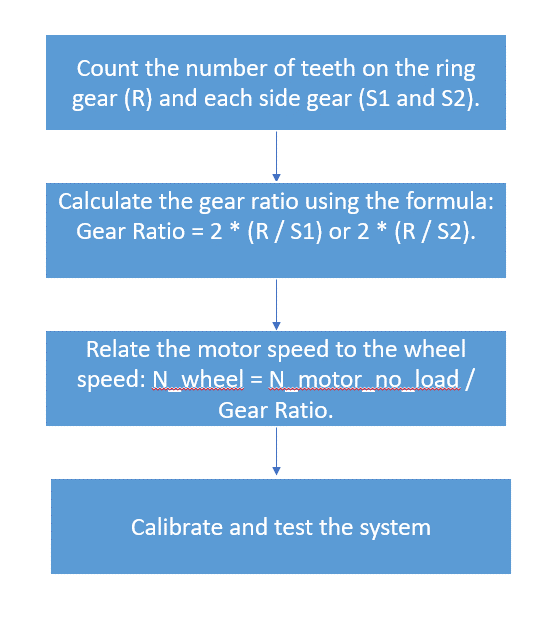 Count the number of teeth on the ring
gear (R) and each side gear (S1 and S2).
Calculate the gear ratio using the formula:
Gear Ratio = 2 * (R / S1) or 2 * (R / S2).
Relate the motor speed to the wheel
speed: N_wheel = N_motor_no_load /
Gear Ratio.
Calibrate and test the system